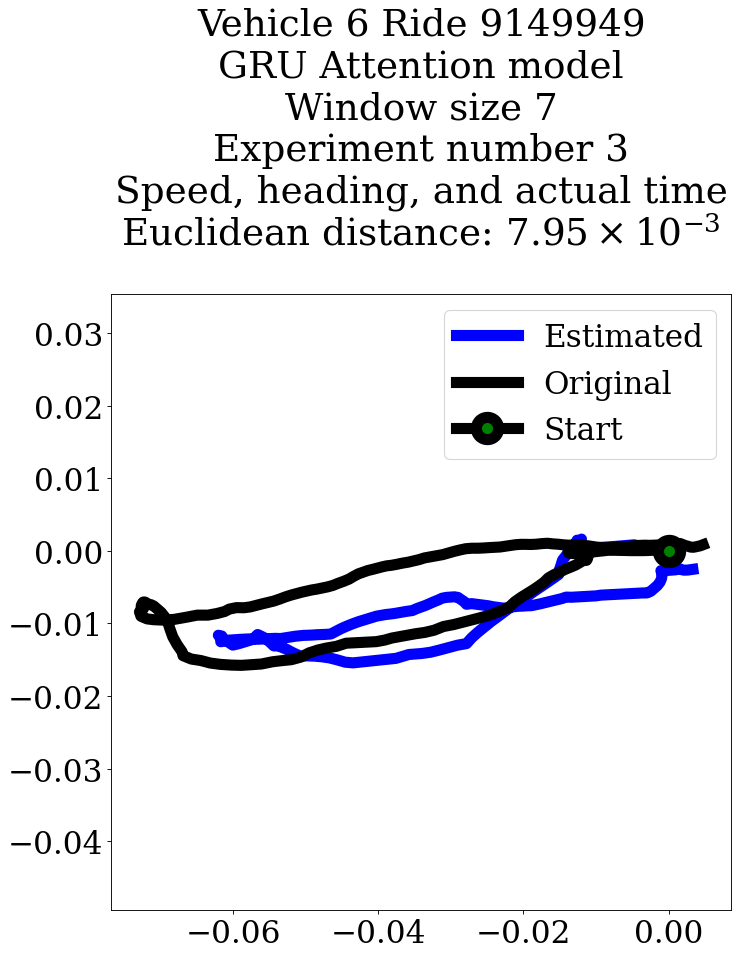 Vehicle 6 Ride 9149949
GRU Attention model
Window size 7
Experiment number 3
Speed, heading, and actual time
Euclidean distance: 7.95 × 10⁻³
Estimated
Original
Start
0.03
0.02
0.01
0.00
−0.01
−0.02
−0.03
−0.04
−0.06 −0.04 −0.02 0.00